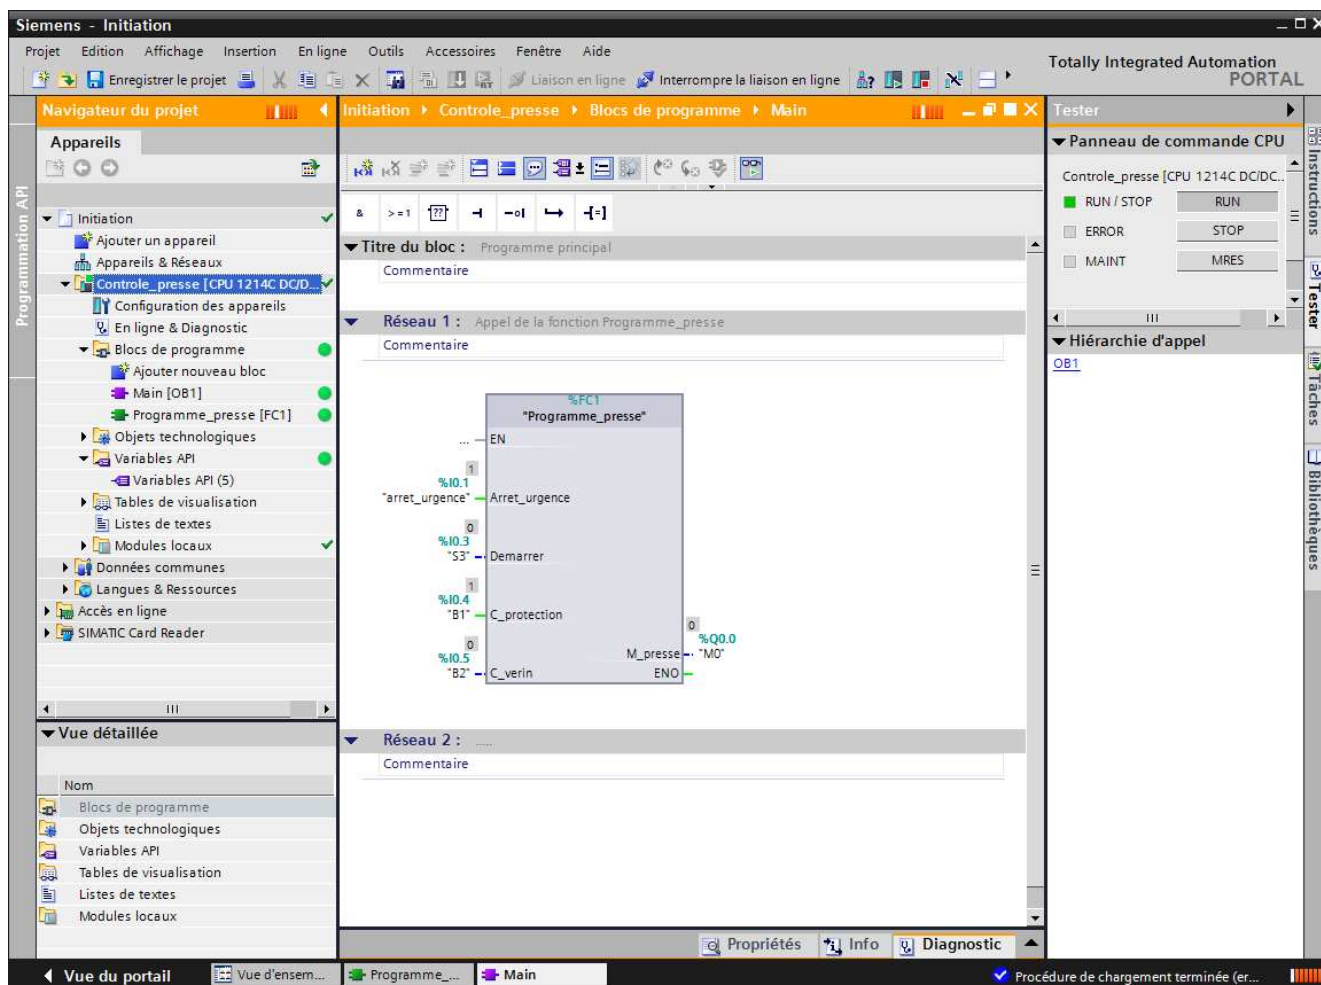 Siemens - Initiation
Projet Edition Affichage Insertion En ligne Outils Accessoires Fenêtre Aide
Totally Integrated Automation
PORTAL
Enregistrer le projet
Liaison en ligne
Interrompre la liaison en ligne
Navigateur du projet
Initiation
Controle_presse
Blocs de programme
Main
Tester
Programmation API
Appareils
Initiation
Ajouter un appareil
Appareils & Réseaux
Controle_presse [CPU 1214C DC/D...
Configuration des appareils
En ligne & Diagnostic
Blocs de programme
Ajouter nouveau bloc
Main [OB1]
Programme_presse [FC1]
Objets technologiques
Variables API
Variables API (5)
Tables de visualisation
Listes de textes
Modules locaux
Données communes
Langues & Ressources
Accès en ligne
SIMATIC Card Reader
Vue détaillée
Nom
Blocs de programme
Objets technologiques
Variables API
Tables de visualisation
Listes de textes
Modules locaux
& >=1 ??
Titre du bloc : Programme principal
Commentaire
Réseau 1 : Appel de la fonction Programme_presse
Commentaire
%FC1
"Programme_presse"
... EN
1
%I0.1
"arret_urgence" Arret_urgence
0
%I0.3
"S3" Demarrer
1
%I0.4
"B1" C_protection
0
%I0.5
"B2" C_verin
0
%Q0.0
M_presse "M0"
ENO
Réseau 2 : .....
Commentaire
Panneau de commande CPU
Controle_presse [CPU 1214C DC/DC..
RUN / STOP RUN
ERROR STOP
MAINT MRES
Hiérarchie d'appel
OB1
Instructions
Tester
Tâches
Bibliothèques
Propriétés Info Diagnostic
Vue du portail Vue d'ensem... Programme_... Main Procédure de chargement terminée (er...